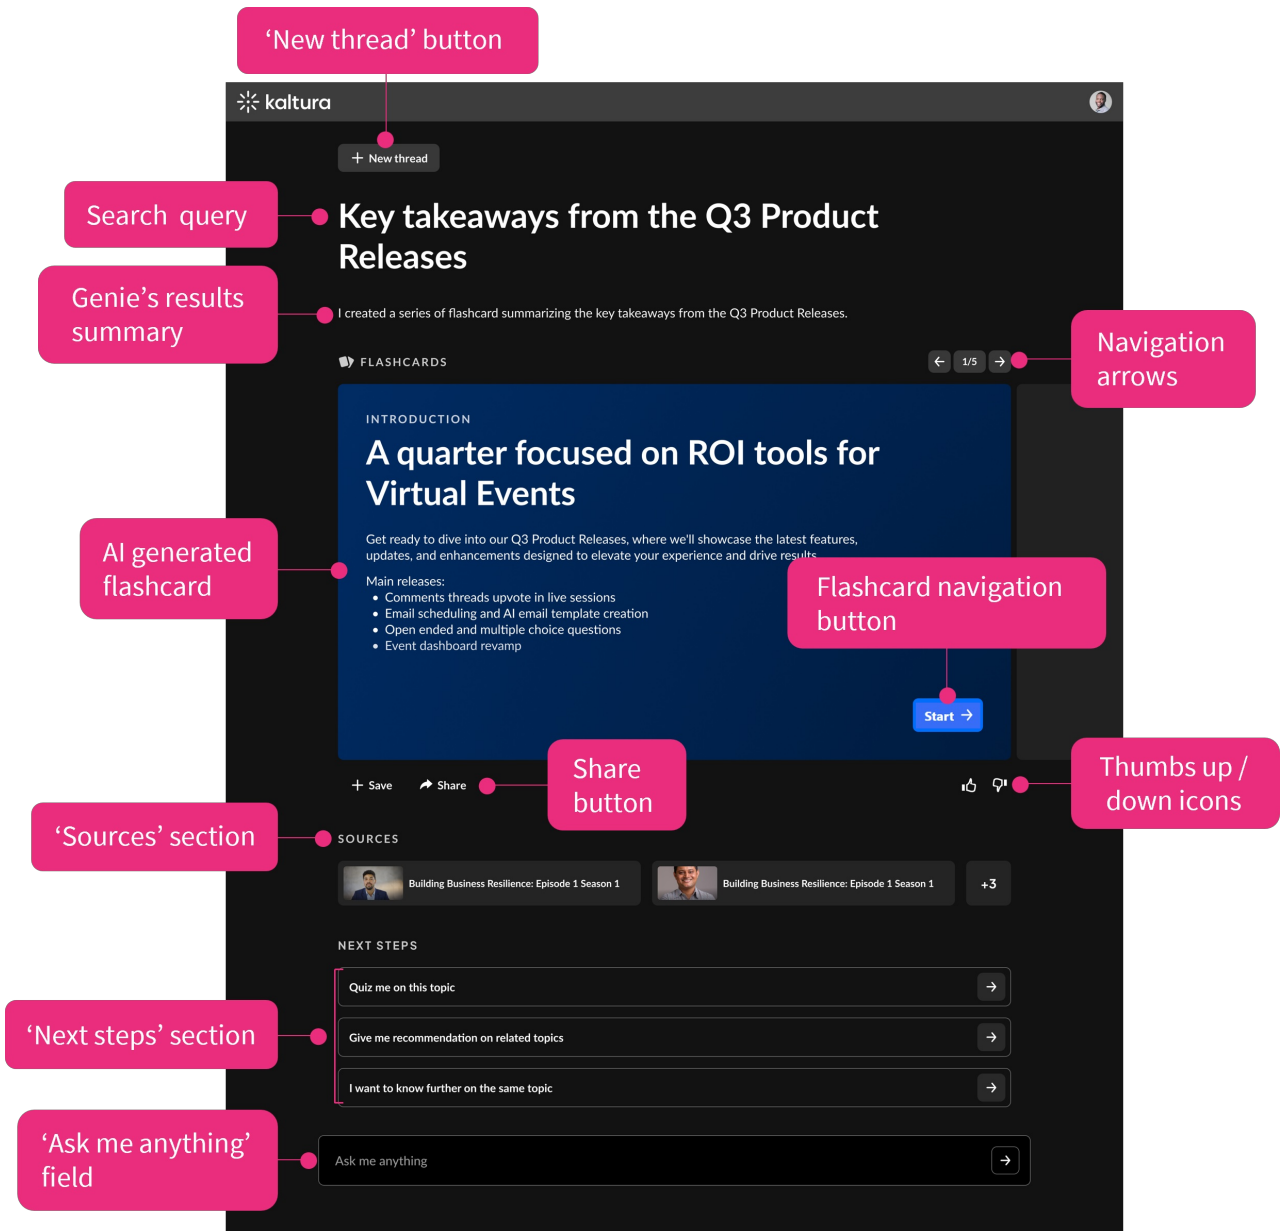 ‘New thread’ button
kaltura
+ New thread
Search query
Key takeaways from the Q3 Product
Releases
Genie’s results
summary
I created a series of flashcard summarizing the key takeaways from the Q3 Product Releases.
Navigation
arrows
FLASHCARDS
1/5
INTRODUCTION
A quarter focused on ROI tools for
Virtual Events
AI generated
flashcard
Get ready to dive into our Q3 Product Releases, where we'll showcase the latest features,
updates, and enhancements designed to elevate your experience and drive results.
Main releases:
• Comments threads upvote in live sessions
• Email scheduling and AI email template creation
• Open ended and multiple choice questions
• Event dashboard revamp
Flashcard navigation
button
Start →
+ Save
Share
Share
button
Thumbs up /
down icons
‘Sources’ section
SOURCES
Building Business Resilience: Episode 1 Season 1
Building Business Resilience: Episode 1 Season 1
+3
NEXT STEPS
‘Next steps’ section
Quiz me on this topic
Give me recommendation on related topics
I want to know further on the same topic
‘Ask me anything’
field
Ask me anything